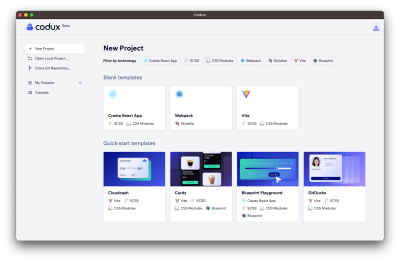 Codux
codux Beta
New Project
Open Local Project...
Clone Git Repository...
My Projects
Tutorials
New Project
Filter by technology
Create React App
SCSS
CSS Modules
Webpack
Stylable
Vite
Blueprint
Blank templates
Create React App
SCSS CSS Modules
Webpack
Stylable
Vite
SCSS CSS Modules
Quick-start templates
Cloudcash
Vite SCSS
CSS Modules
Cards
Vite SCSS
CSS Modules Blueprint
Blueprint Playground
Create React App
SCSS CSS Modules
Blueprint
GitDucks
Vite SCSS
CSS Modules